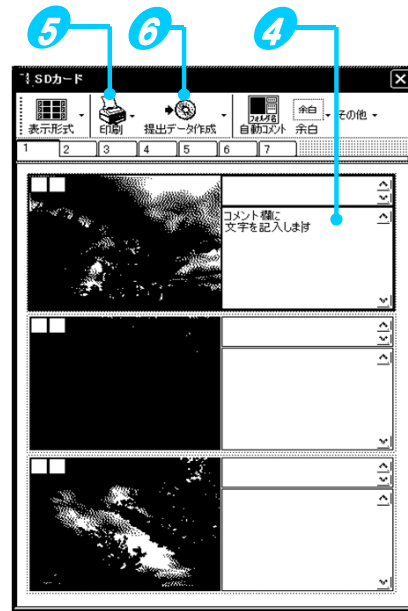 5 6 4
SDカード
表示形式 印刷 提出データ作成 フォルダ名 自動コメント 余白 余白 その他
1 2 3 4 5 6 7
コメント欄に
文字を記入します